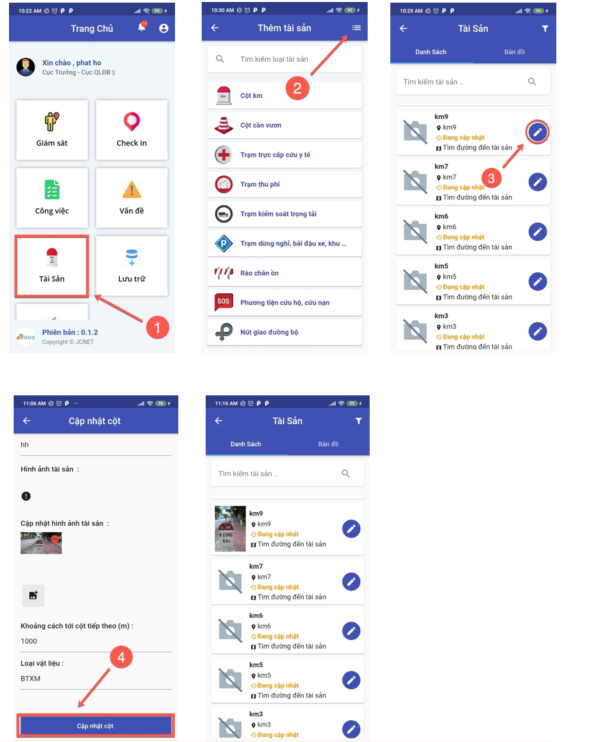 10:22 AM
Trang Chủ
Xin chào , phat ho
Cục Trưởng - Cục QLĐB ||
Giám sát
Check In
Công việc
Vấn đề
Tài Sản
Lưu trữ
1
Phiên bản : 0.1.2
Copyright © JCNET
10:30 AM
Thêm tài sản
Tìm kiếm loại tài sản
2
Cột km
Cột cần vươn
Trạm trực cấp cứu y tế
Trạm thu phí
Trạm kiểm soát trọng tải
Trạm dừng nghỉ, bãi đậu xe, khu ...
Rào chắn ồn
SOS
Phương tiện cứu hộ, cứu nạn
Nút giao đường bộ
10:29 AM
Tài Sản
Danh Sách
Bản đồ
Tìm kiếm tài sản ..
km9
km9
Đang cập nhật
Tìm đường đến tài sản
3
km7
km7
Đang cập nhật
Tìm đường đến tài sản
km6
km6
Đang cập nhật
Tìm đường đến tài sản
km5
km5
Đang cập nhật
Tìm đường đến tài sản
km3
km3
Đang cập nhật
Tìm đường đến tài sản
11:06 AM
Cập nhật cột
hh
Hình ảnh tài sản :
Cập nhật hình ảnh tài sản :
Khoảng cách tới cột tiếp theo (m) :
1000
Loại vật liệu :
4
BTXM
Cập nhật cột
11:16 AM
Tài Sản
Danh Sách
Bản đồ
Tìm kiếm tài sản ..
km9
km9
Đang cập nhật
Tìm đường đến tài sản
km7
km7
Đang cập nhật
Tìm đường đến tài sản
km6
km6
Đang cập nhật
Tìm đường đến tài sản
km5
km5
Đang cập nhật
Tìm đường đến tài sản
km3
km3
Đang cập nhật